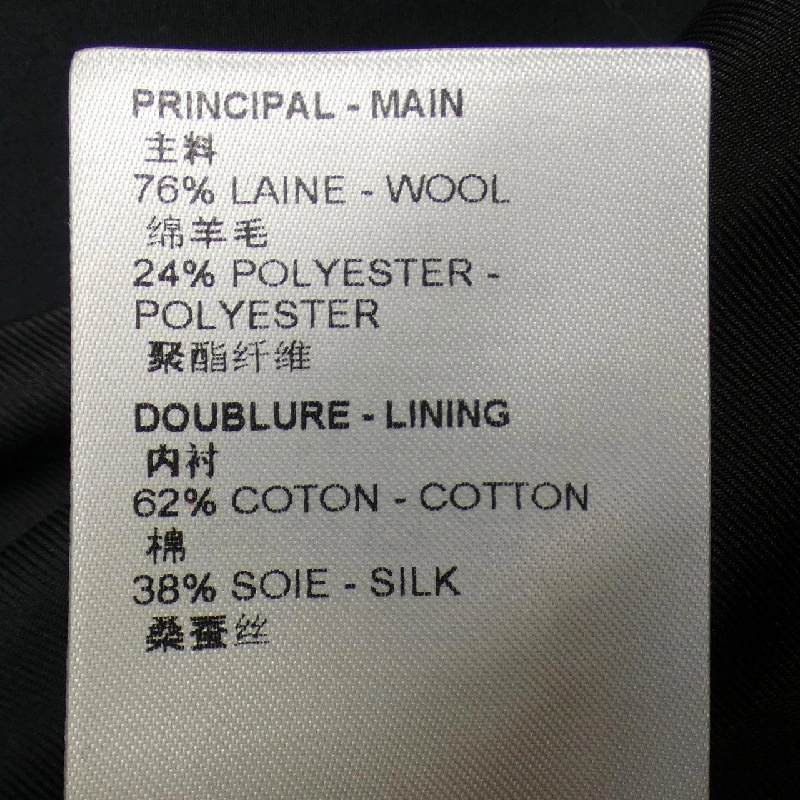 PRINCIPAL - MAIN
主料
76% LAINE - WOOL
绵羊毛
24% POLYESTER -
POLYESTER
聚酯纤维
DOUBLURE - LINING
内衬
62% COTON - COTTON
棉
38% SOIE - SILK
桑蚕丝